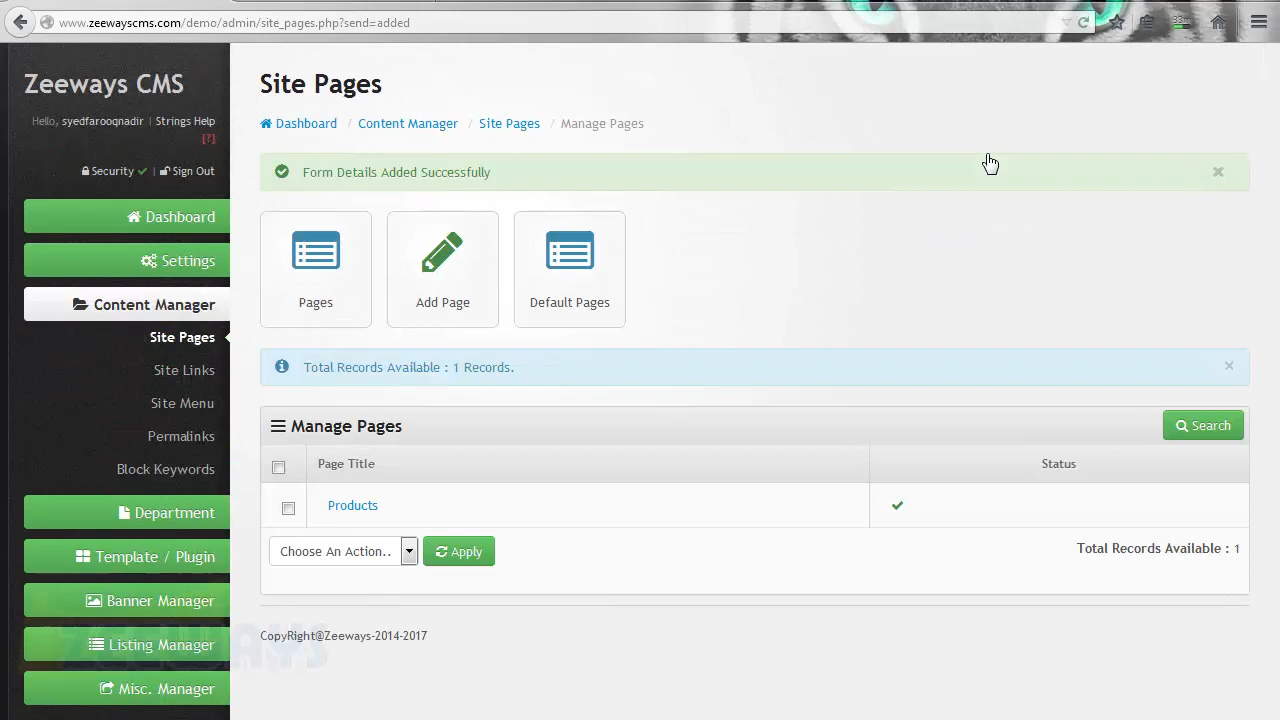 www.zeewayscms.com/demo/admin/site_pages.php?send=added
Zeeways CMS
Hello, syedfarooqnadir | Strings Help
[?]
Security | Sign Out
Dashboard
Settings
Content Manager
Site Pages
Site Links
Site Menu
Permalinks
Block Keywords
Department
Template / Plugin
Banner Manager
Listing Manager
Misc. Manager
Site Pages
Dashboard / Content Manager / Site Pages / Manage Pages
Form Details Added Successfully
Pages
Add Page
Default Pages
Total Records Available : 1 Records.
Manage Pages
Search
Page Title
Status
Products
Choose An Action..
Apply
Total Records Available : 1
CopyRight@Zeeways-2014-2017
ZEEWAYS